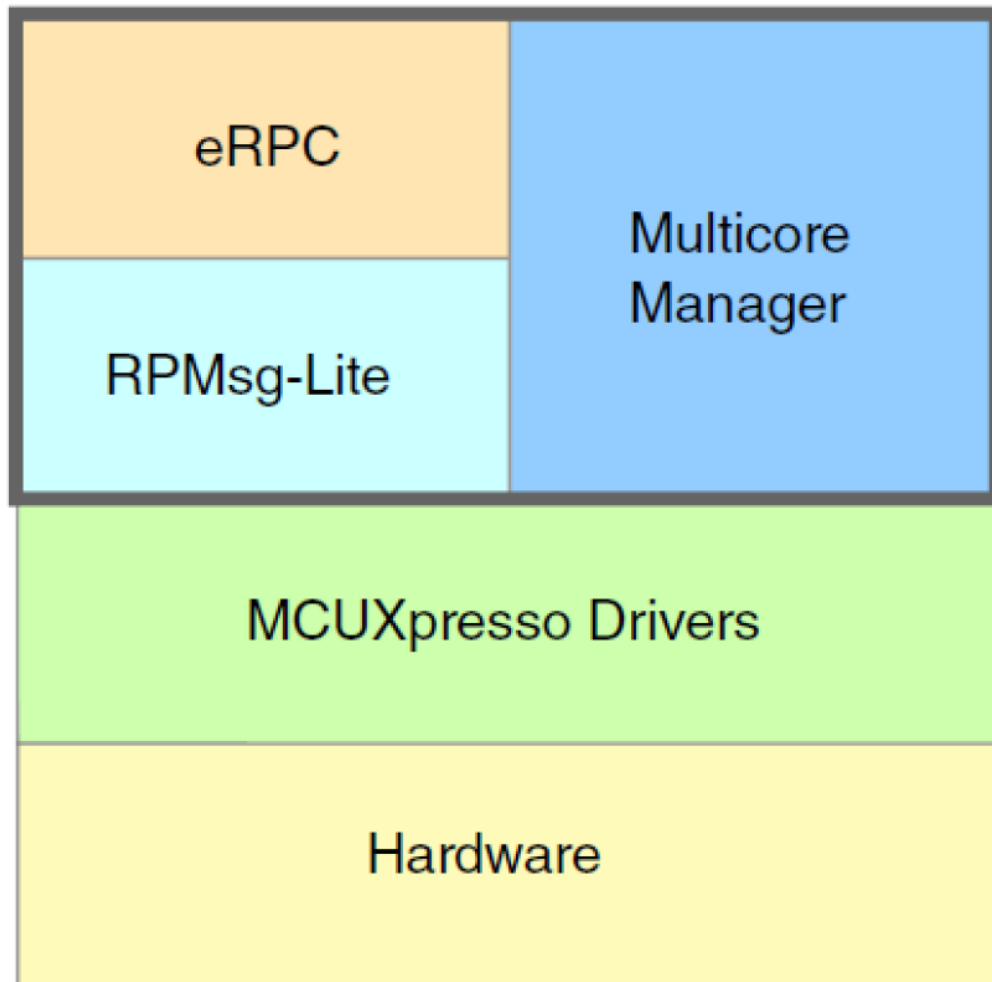 eRPC
Multicore
Manager
RPMsg-Lite
MCUXpresso Drivers
Hardware